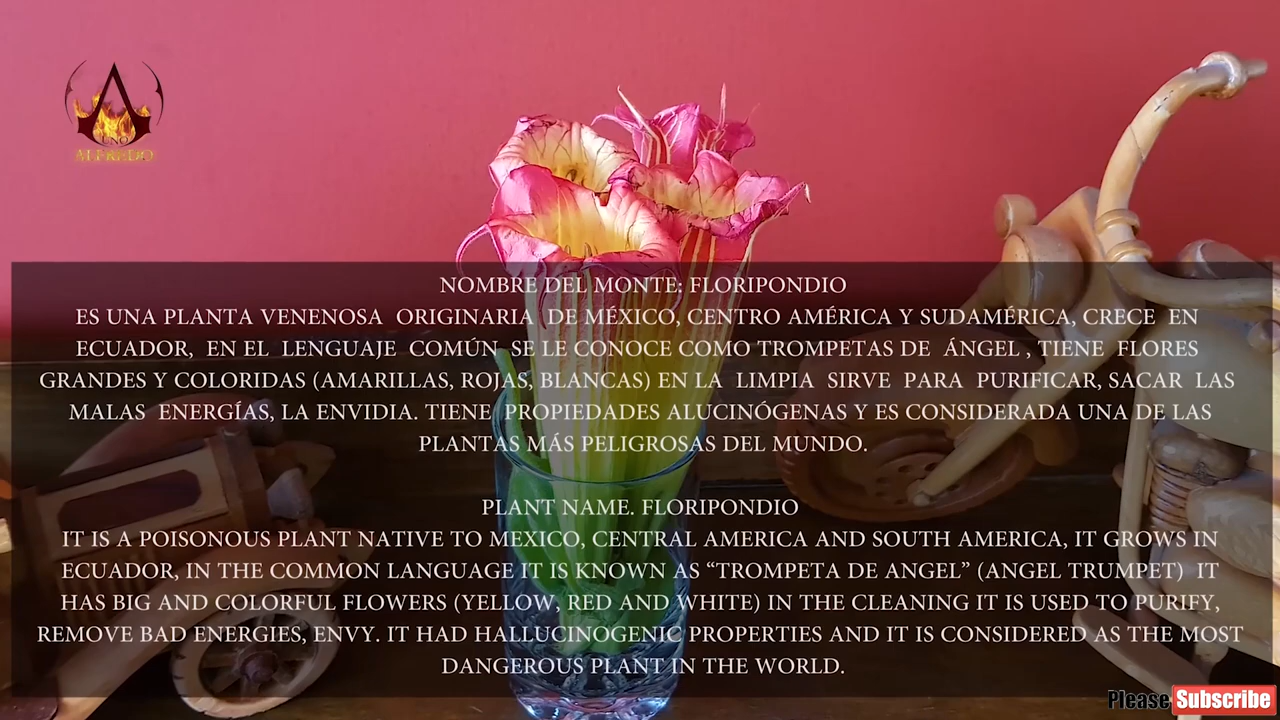 UNO
ALFREDO
NOMBRE DEL MONTE: FLORIPONDIO
ES UNA PLANTA VENENOSA ORIGINARIA DE MÉXICO, CENTRO AMÉRICA Y SUDAMÉRICA, CRECE EN
ECUADOR, EN EL LENGUAJE COMÚN SE LE CONOCE COMO TROMPETAS DE ÁNGEL , TIENE FLORES
GRANDES Y COLORIDAS (AMARILLAS, ROJAS, BLANCAS) EN LA LIMPIA SIRVE PARA PURIFICAR, SACAR LAS
MALAS ENERGÍAS, LA ENVIDIA. TIENE PROPIEDADES ALUCINÓGENAS Y ES CONSIDERADA UNA DE LAS
PLANTAS MÁS PELIGROSAS DEL MUNDO.
PLANT NAME. FLORIPONDIO
IT IS A POISONOUS PLANT NATIVE TO MEXICO, CENTRAL AMERICA AND SOUTH AMERICA, IT GROWS IN
ECUADOR, IN THE COMMON LANGUAGE IT IS KNOWN AS “TROMPETA DE ANGEL” (ANGEL TRUMPET) IT
HAS BIG AND COLORFUL FLOWERS (YELLOW, RED AND WHITE) IN THE CLEANING IT IS USED TO PURIFY,
REMOVE BAD ENERGIES, ENVY. IT HAD HALLUCINOGENIC PROPERTIES AND IT IS CONSIDERED AS THE MOST
DANGEROUS PLANT IN THE WORLD.
Please Subscribe